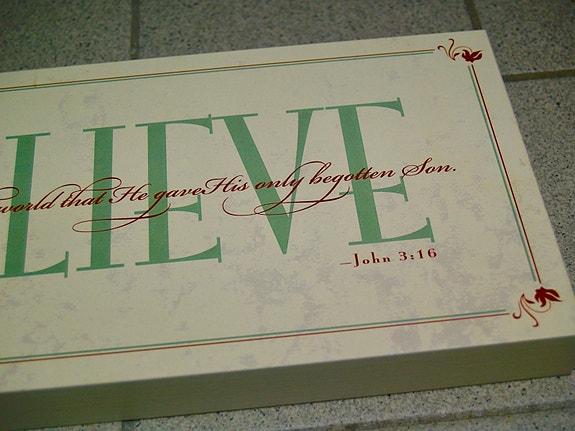 LIEVE
world that He gave His only begotten Son.
–John 3:16